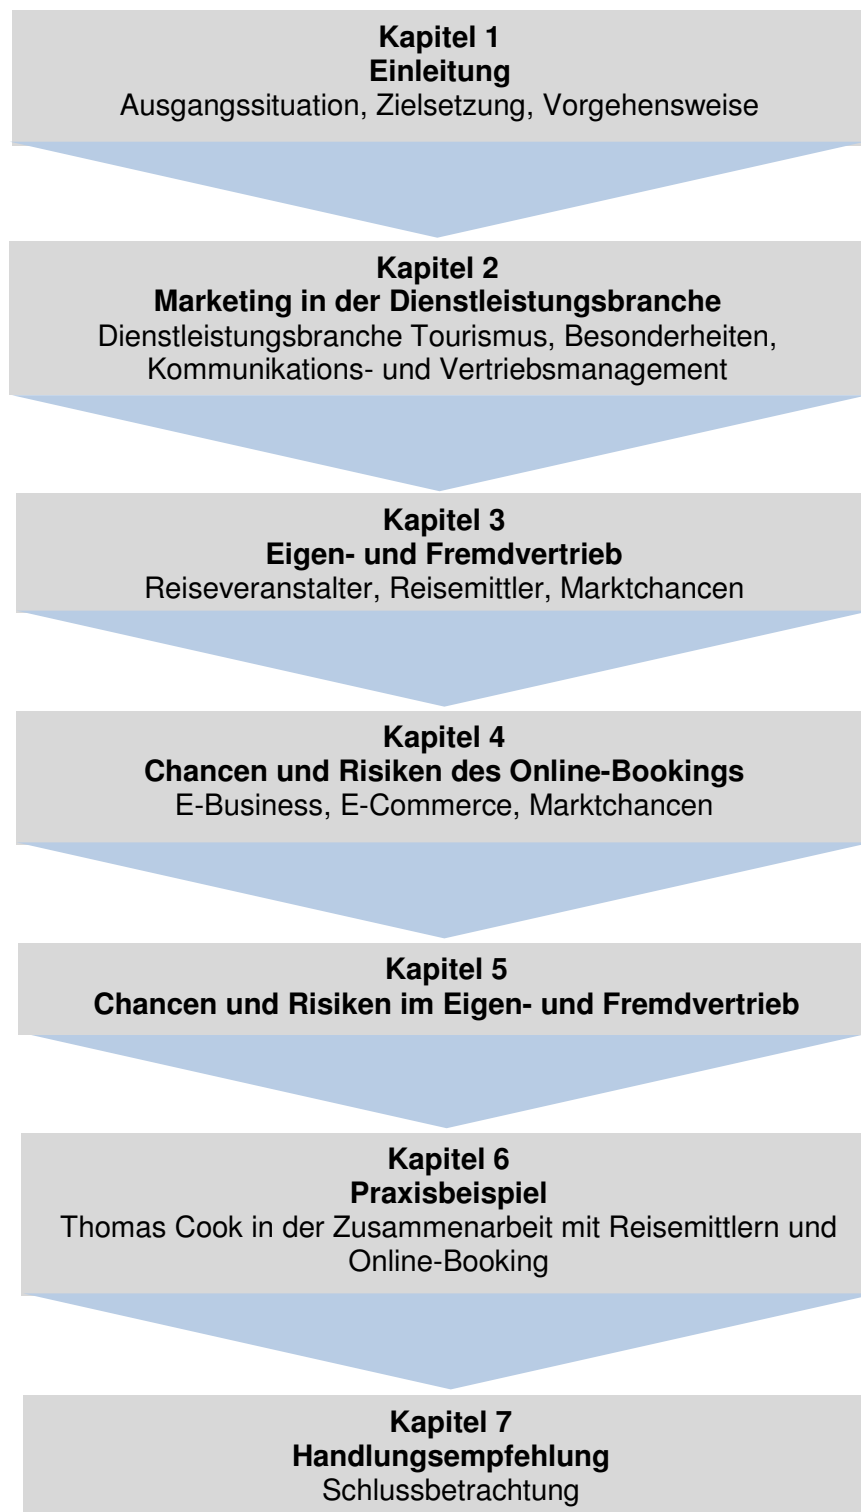 Kapitel 1
Einleitung
Ausgangssituation, Zielsetzung, Vorgehensweise
Kapitel 2
Marketing in der Dienstleistungsbranche
Dienstleistungsbranche Tourismus, Besonderheiten,
Kommunikations- und Vertriebsmanagement
Kapitel 3
Eigen- und Fremdvertrieb
Reiseveranstalter, Reisemittler, Marktchancen
Kapitel 4
Chancen und Risiken des Online-Bookings
E-Business, E-Commerce, Marktchancen
Kapitel 5
Chancen und Risiken im Eigen- und Fremdvertrieb
Kapitel 6
Praxisbeispiel
Thomas Cook in der Zusammenarbeit mit Reisemittlern und
Online-Booking
Kapitel 7
Handlungsempfehlung
Schlussbetrachtung